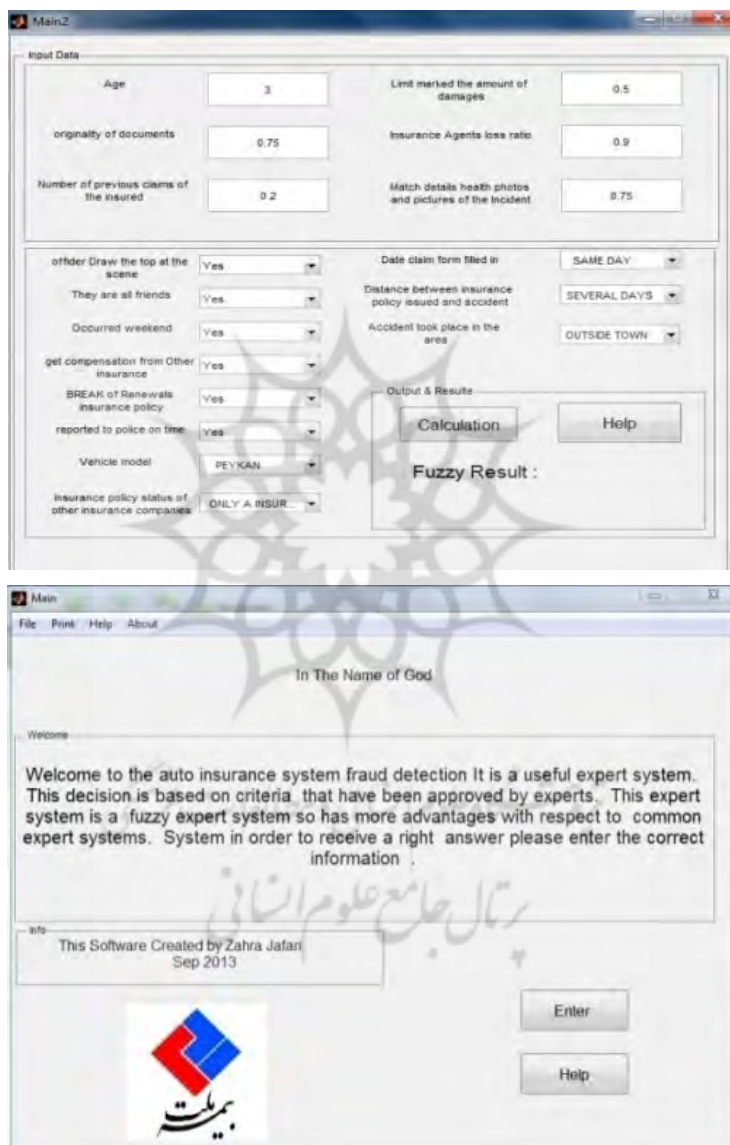 Main2
Input Data
Age
3
Limit marked the amount of
damages
0.5
originality of documents
0.75
Insurance Agents loss ratio
0.9
Number of previous claims of
the insured
0.2
Match details health photos
and pictures of the Incident
0.75
offider Draw the top at the
scene
Yes
They are all friends
Yes
Occurred weekend
Yes
get compensation from Other
insurance
Yes
BREAK of Renewals
insurance policy
Yes
reported to police on time
Yes
Vehicle model
PEYKAN
insurance policy status of
other insurance companies
ONLY A INSUR...
Date claim form filled in
SAME DAY
Distance between insurance
policy issued and accident
SEVERAL DAYS
Accident took place in the
area
OUTSIDE TOWN
Output & Resulte
Calculation
Help
Fuzzy Result :
Main
File Print Help About
In The Name of God
Welcome
Welcome to the auto insurance system fraud detection It is a useful expert system.
This decision is based on criteria that have been approved by experts. This expert
system is a fuzzy expert system so has more advantages with respect to common
expert systems. System in order to receive a right answer please enter the correct
information .
پرتال جامع علوم انسانی
Info
This Software Created by Zahra Jafari
Sep 2013
Enter
Help
بیمه ملت